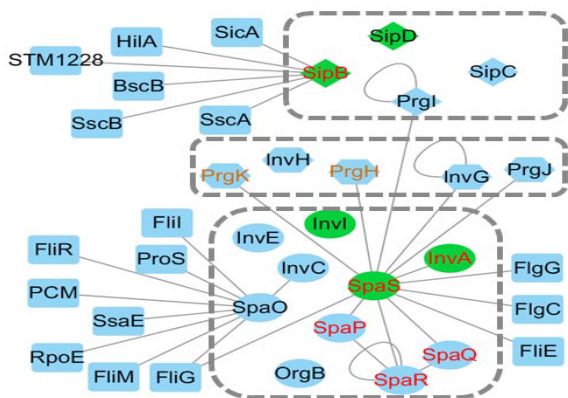 SicA
HilA
STM1228
BscB
SscB
SscA
SipD
SipB
SipC
PrgI
InvH
PrgK
PrgH
InvG
PrgJ
InvI
FliI
InvE
FliR
ProS
InvC
InvA
FlgG
SpaS
PCM
SpaO
FlgC
SsaE
SpaP
RpoE
SpaQ
FliE
FliM
FliG
OrgB
SpaR